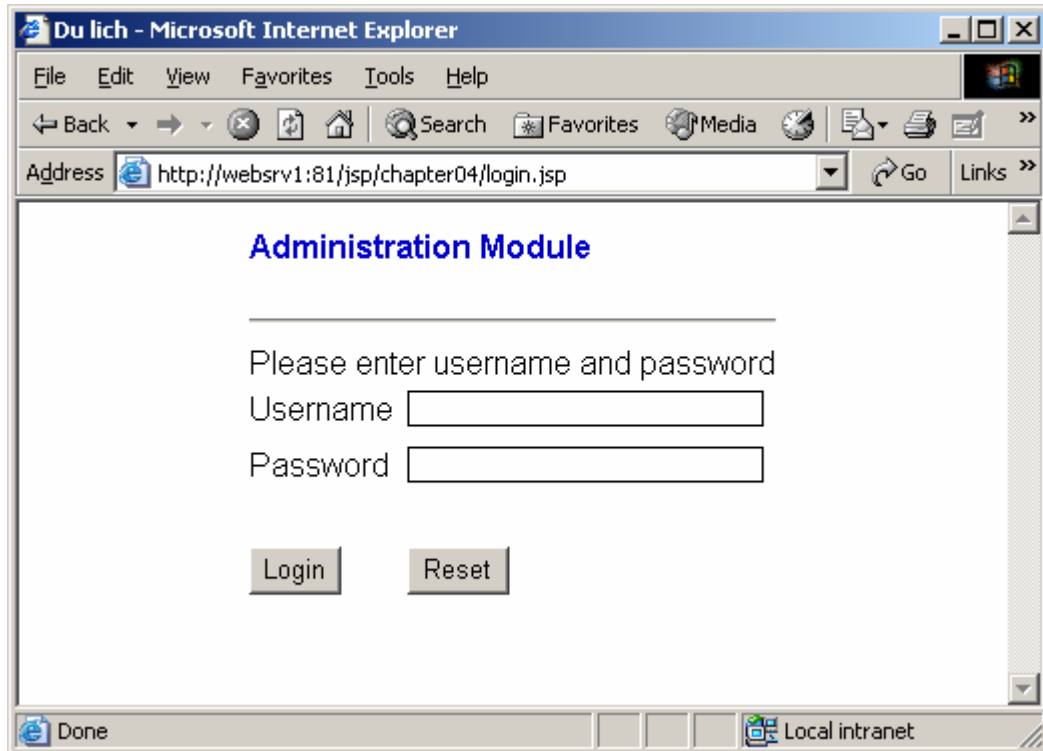 Du lich - Microsoft Internet Explorer
File Edit View Favorites Tools Help
Back Search Favorites Media »
Address http://websrv1:81/jsp/chapter04/login.jsp Go Links »
Administration Module
Please enter username and password
Username
Password
Login Reset
Done Local intranet